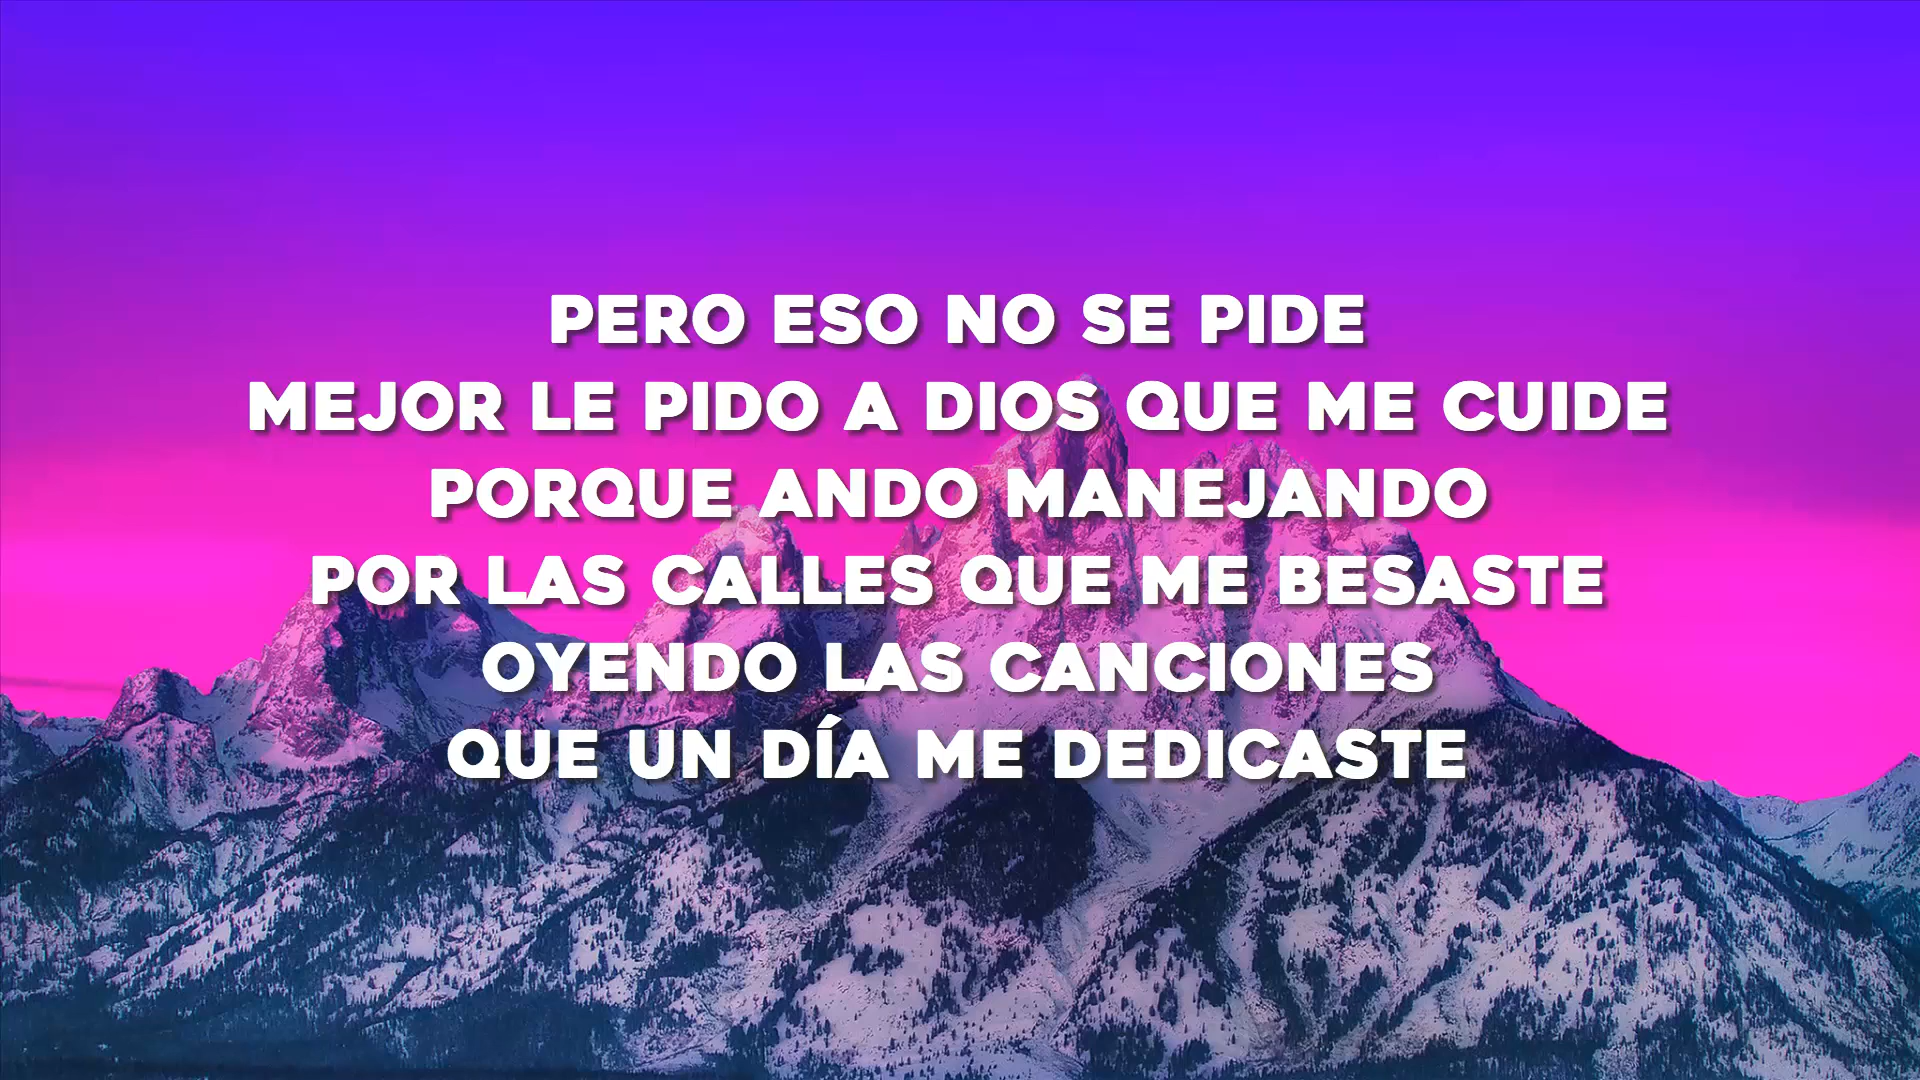 PERO ESO NO SE PIDE
MEJOR LE PIDO A DIOS QUE ME CUIDE
PORQUE ANDO MANEJANDO
POR LAS CALLES QUE ME BESASTE
OYENDO LAS CANCIONES
QUE UN DÍA ME DEDICASTE